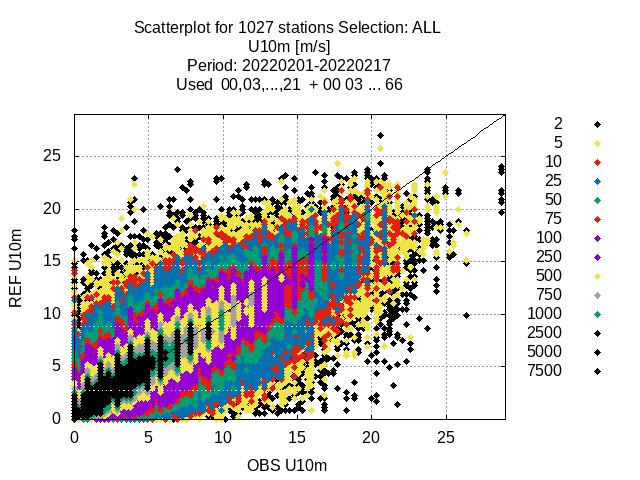 Scatterplot for 1027 stations Selection: ALL
U10m [m/s]
Period: 20220201-20220217
Used  00,03,...,21  + 00 03 ... 66
2
5
10
25
50
75
100
250
500
750
1000
2500
5000
7500
REF U10m
25
20
15
10
5
0
0 5 10 15 20 25
OBS U10m